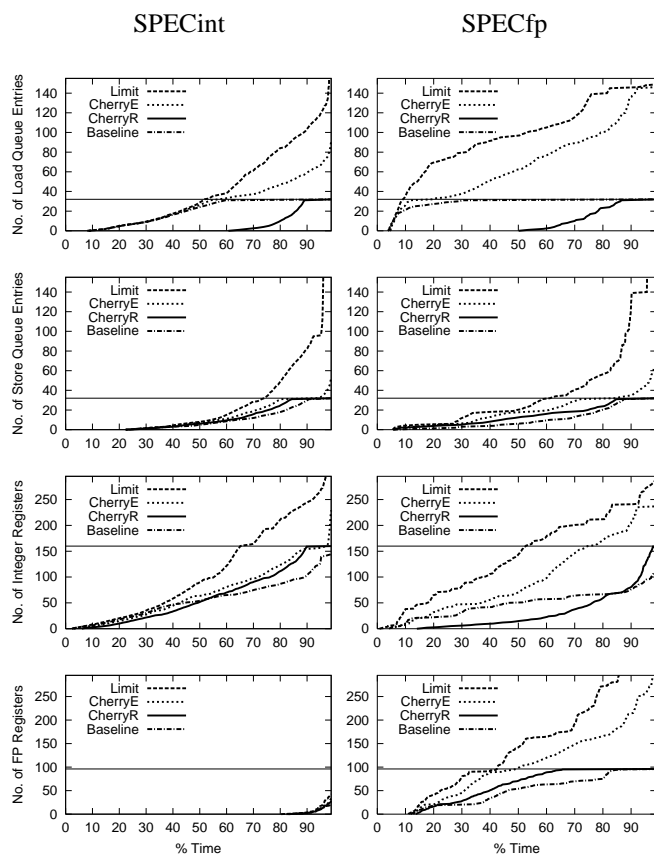 SPECint SPECfp
No. of Load Queue Entries
140
120
100
80
60
40
20
0
Limit
CherryE
CherryR
Baseline
0 10 20 30 40 50 60 70 80 90
140
120
100
80
60
40
20
0
Limit
CherryE
CherryR
Baseline
0 10 20 30 40 50 60 70 80 90
No. of Store Queue Entries
140
120
100
80
60
40
20
0
Limit
CherryE
CherryR
Baseline
0 10 20 30 40 50 60 70 80 90
140
120
100
80
60
40
20
0
Limit
CherryE
CherryR
Baseline
0 10 20 30 40 50 60 70 80 90
No. of Integer Registers
250
200
150
100
50
0
Limit
CherryE
CherryR
Baseline
0 10 20 30 40 50 60 70 80 90
250
200
150
100
50
0
Limit
CherryE
CherryR
Baseline
0 10 20 30 40 50 60 70 80 90
No. of FP Registers
250
200
150
100
50
0
Limit
CherryE
CherryR
Baseline
0 10 20 30 40 50 60 70 80 90
% Time
250
200
150
100
50
0
Limit
CherryE
CherryR
Baseline
0 10 20 30 40 50 60 70 80 90
% Time